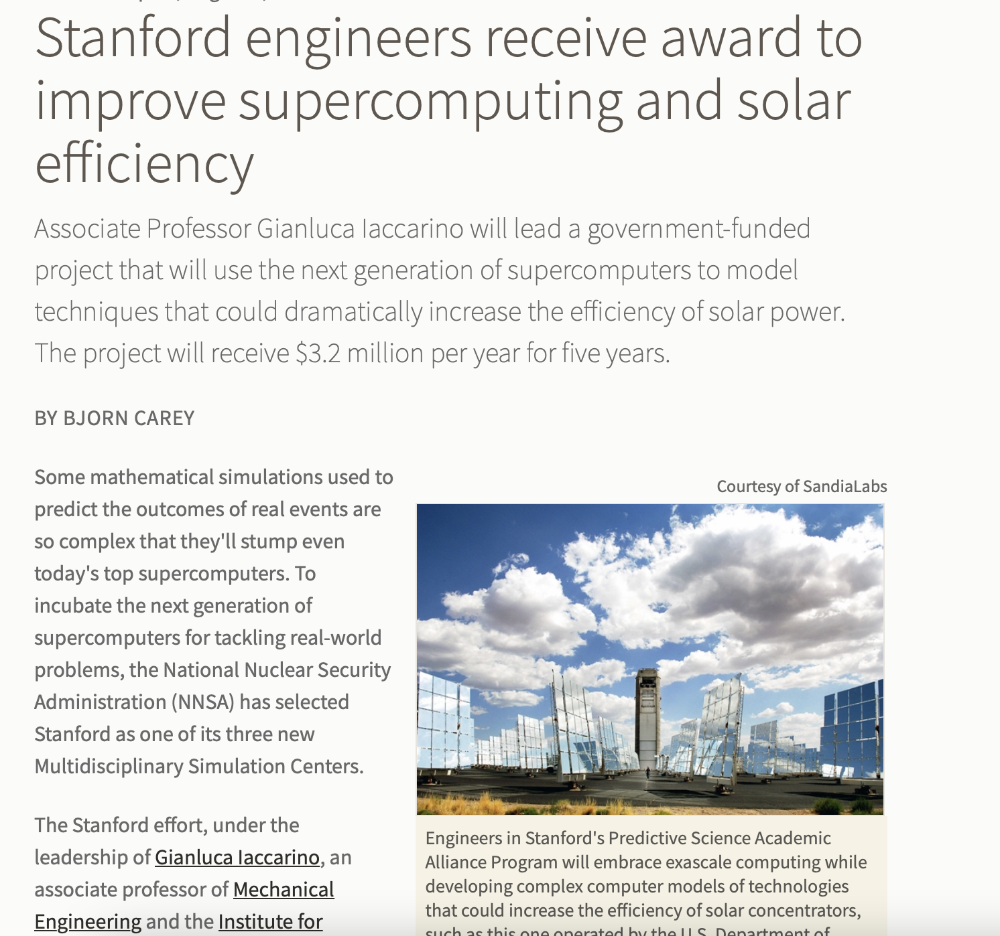 Stanford engineers receive award to
improve supercomputing and solar
efficiency
Associate Professor Gianluca Iaccarino will lead a government-funded
project that will use the next generation of supercomputers to model
techniques that could dramatically increase the efficiency of solar power.
The project will receive $3.2 million per year for five years.
BY BJORN CAREY
Some mathematical simulations used to
predict the outcomes of real events are
so complex that they'll stump even
today's top supercomputers. To
incubate the next generation of
supercomputers for tackling real-world
problems, the National Nuclear Security
Administration (NNSA) has selected
Stanford as one of its three new
Multidisciplinary Simulation Centers.
The Stanford effort, under the
leadership of Gianluca Iaccarino, an
associate professor of Mechanical
Engineering and the Institute for
Courtesy of SandiaLabs
Engineers in Stanford's Predictive Science Academic
Alliance Program will embrace exascale computing while
developing complex computer models of technologies
that could increase the efficiency of solar concentrators,
such as this one operated by the U.S. Department of